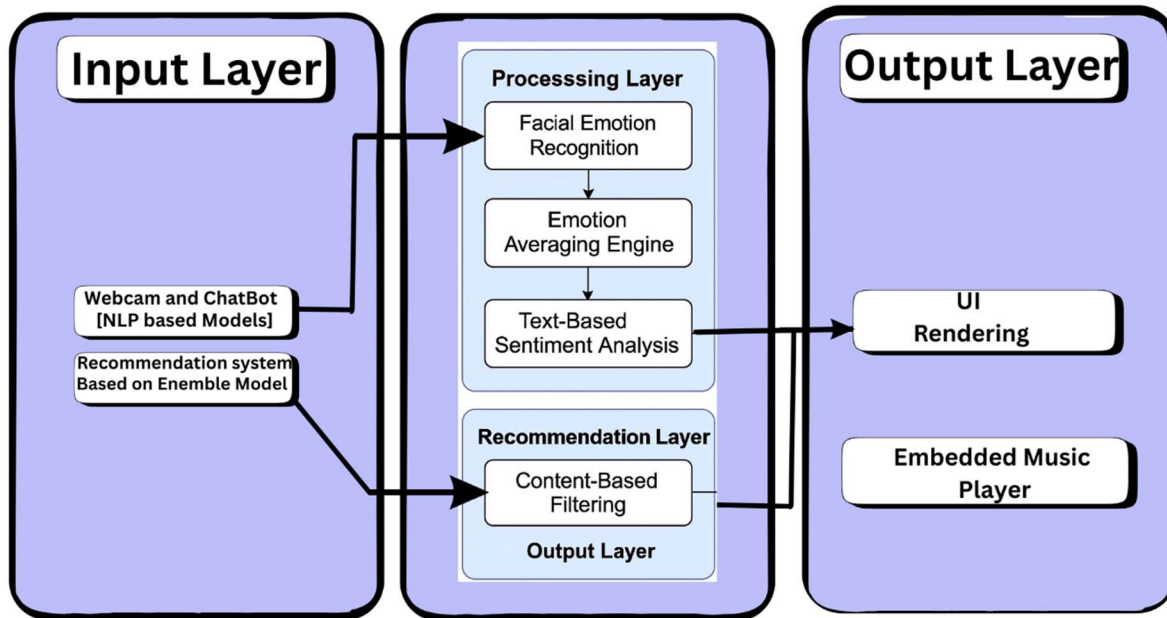 Input Layer
Webcam and ChatBot
[NLP based Models]
Recommendation system
Based on Enemble Model
Processsing Layer
Facial Emotion
Recognition
Emotion
Averaging Engine
Text-Based
Sentiment Analysis
Recommendation Layer
Content-Based
Filtering
Output Layer
Output Layer
UI
Rendering
Embedded Music
Player